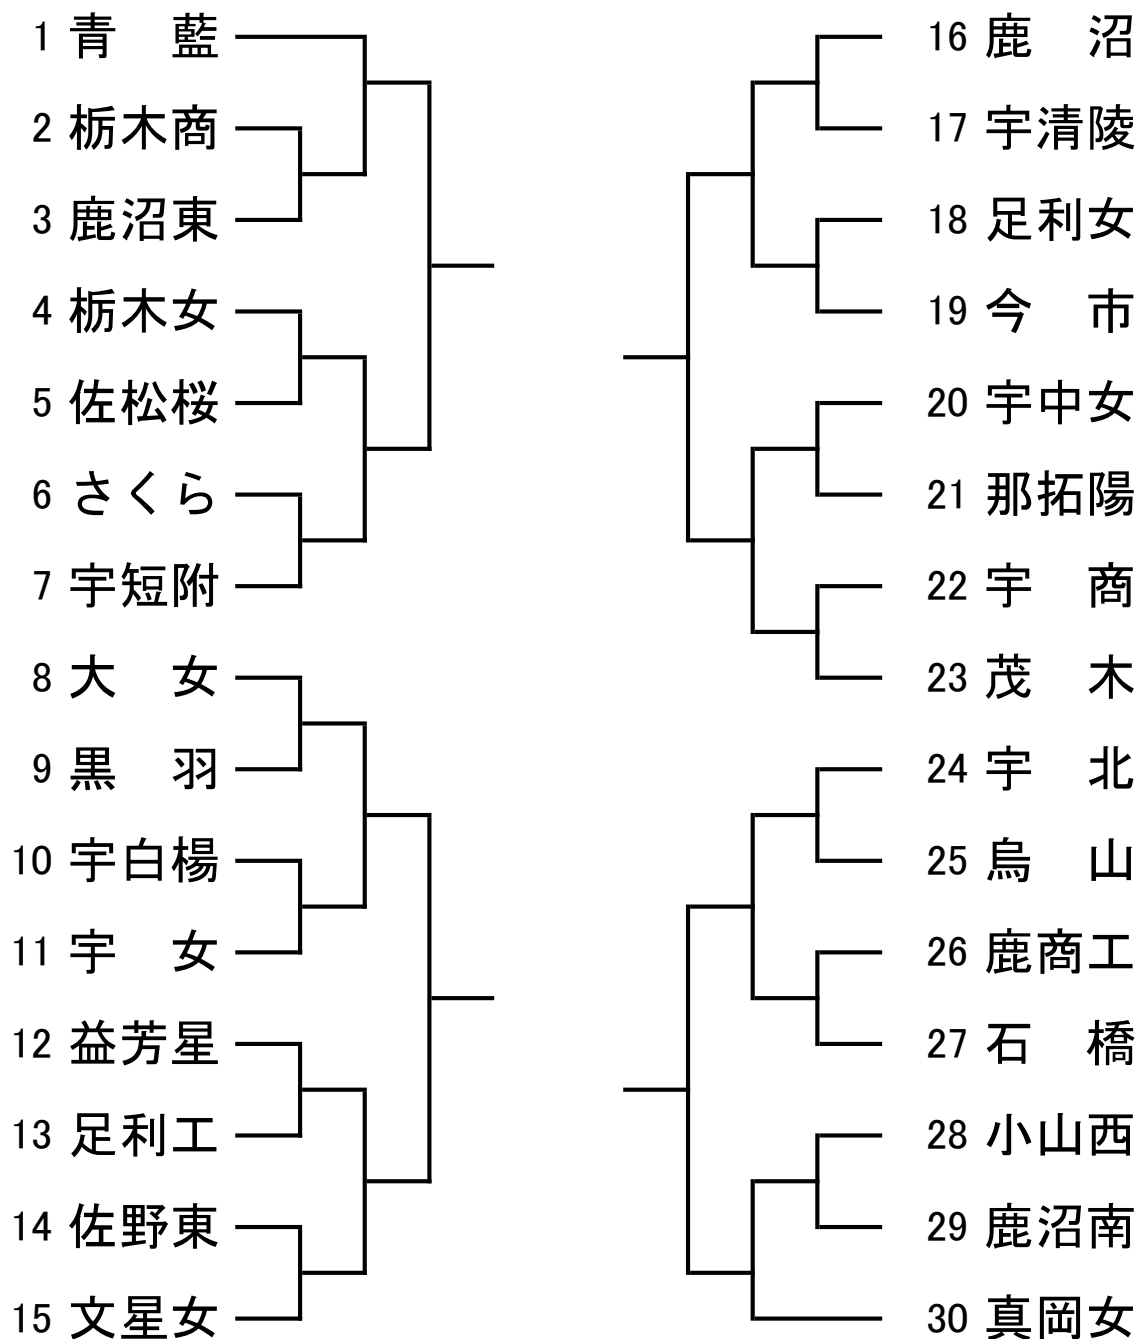 1 青 藍
2 栃木商
3 鹿沼東
4 栃木女
5 佐松桜
6 さくら
7 宇短附
8 大 女
9 黒 羽
10 宇白楊
11 宇 女
12 益芳星
13 足利工
14 佐野東
15 文星女
16 鹿 沼
17 宇清陵
18 足利女
19 今 市
20 宇中女
21 那拓陽
22 宇 商
23 茂 木
24 宇 北
25 烏 山
26 鹿商工
27 石 橋
28 小山西
29 鹿沼南
30 真岡女